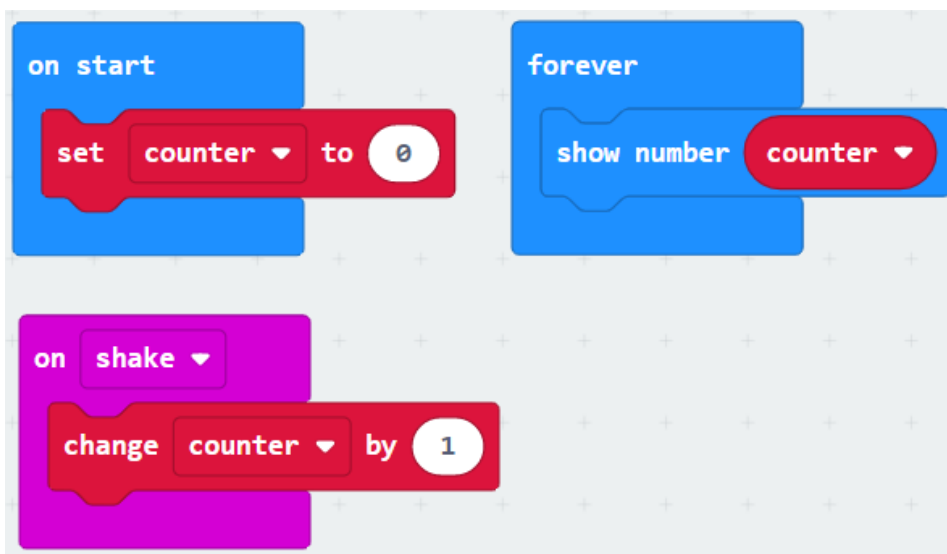 on start
set counter to 0
forever
show number counter
on shake
change counter by 1